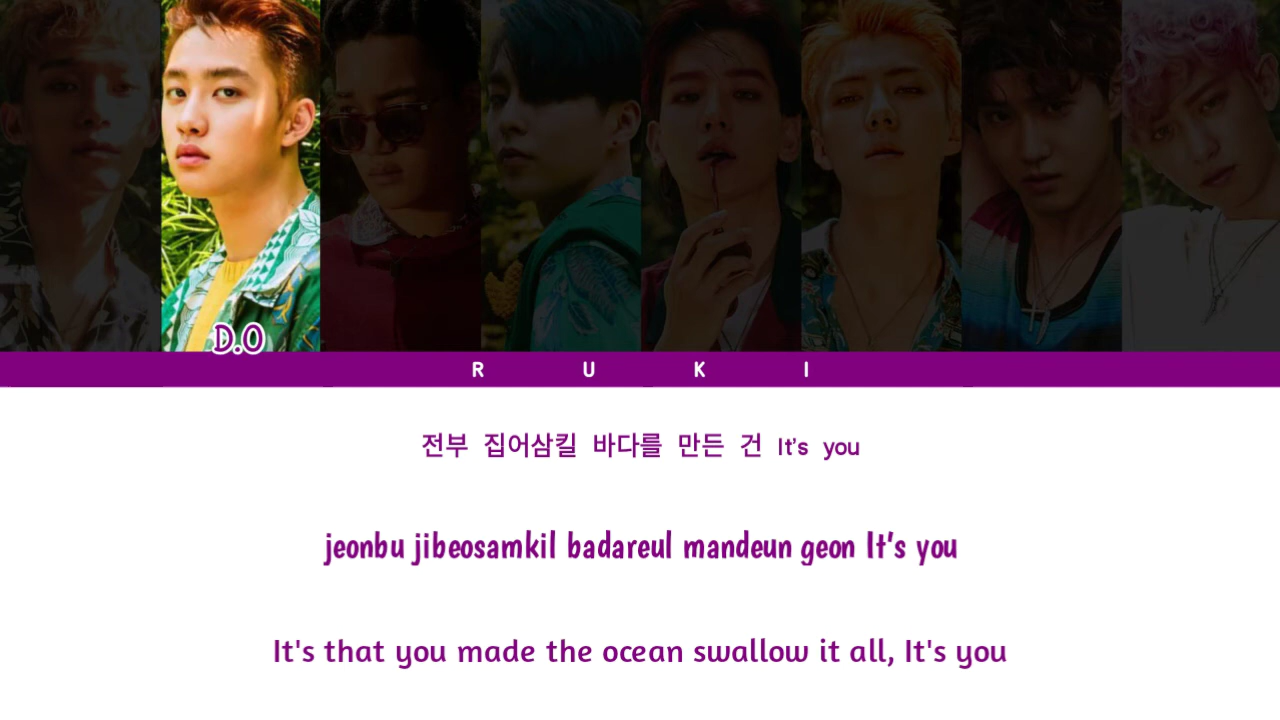 D.O
R U K I
전부 집어삼킬 바다를 만든 건 It's you
jeonbu jibeosamkil badareul mandeun geon It's you
It's that you made the ocean swallow it all, It's you